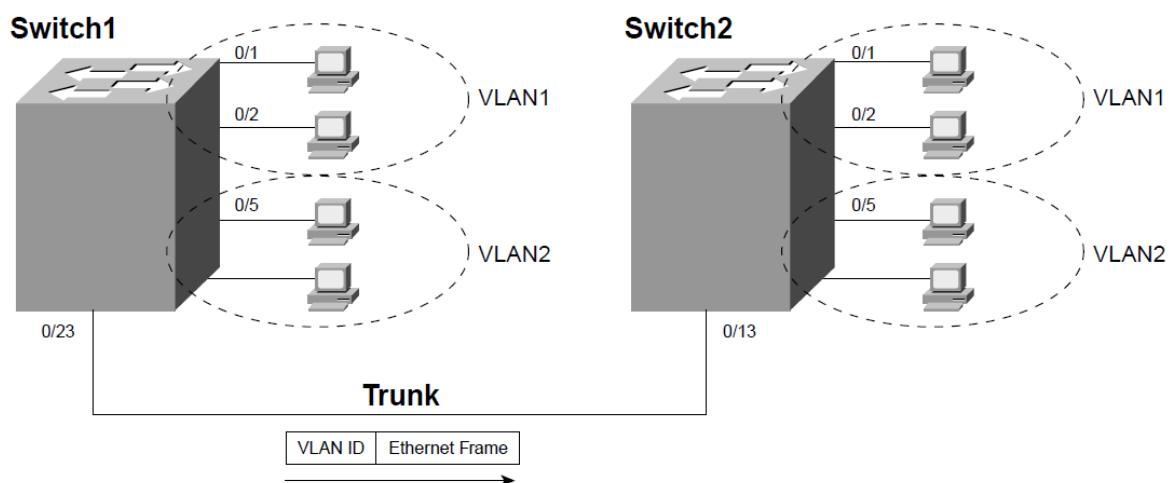 Switch1
0/1
0/2
VLAN1
0/5
VLAN2
0/23
Switch2
0/1
0/2
VLAN1
0/5
VLAN2
0/13
Trunk
VLAN ID
Ethernet Frame